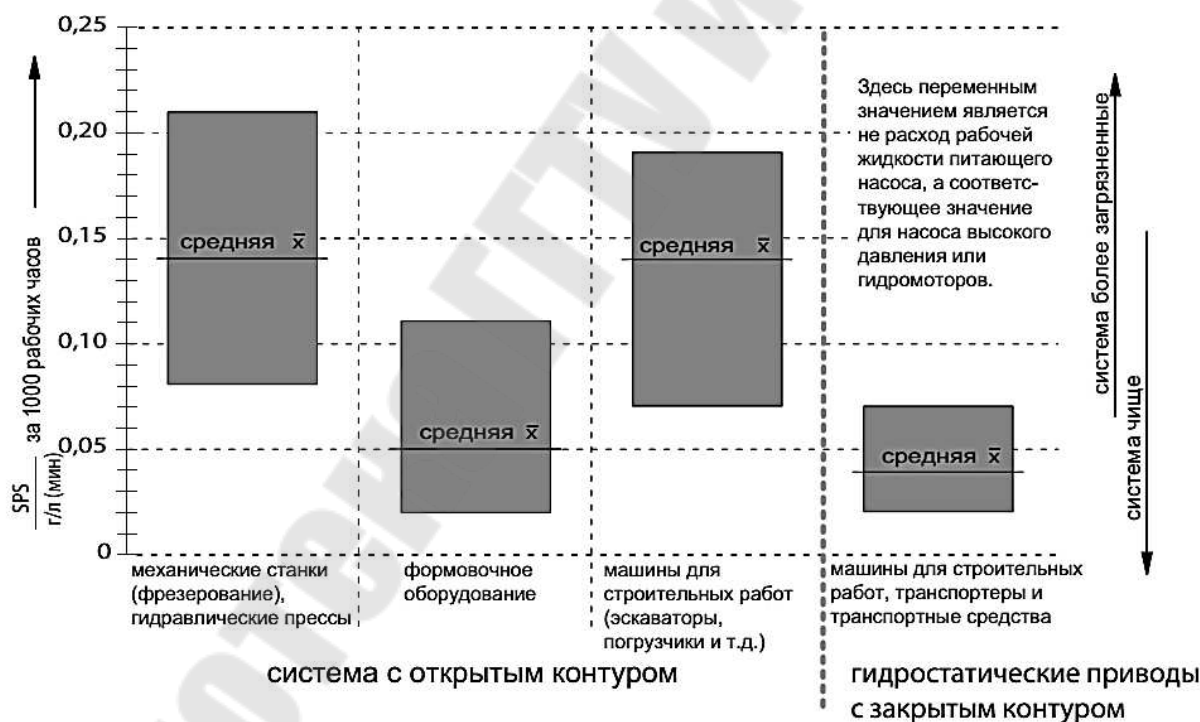 0,25
0,20
0,15
0,10
0,05
0
SPS
г/л (мин)
за 1000 рабочих часов
средняя x̄
средняя x̄
средняя x̄
средняя x̄
Здесь переменным
значением является
не расход рабочей
жидкости питающего
насоса, а соответс-
твующее значение
для насоса высокого
давления или
гидромоторов.
система более загрязненные
система чище
механические станки
(фрезерование),
гидравлические прессы
формовочное
оборудование
машины для
строительных работ
(эскаваторы,
погрузчики и т.д.)
машины для строительных
работ, транспортеры и
транспортные средства
система с открытым контуром
гидростатические приводы
с закрытым контуром